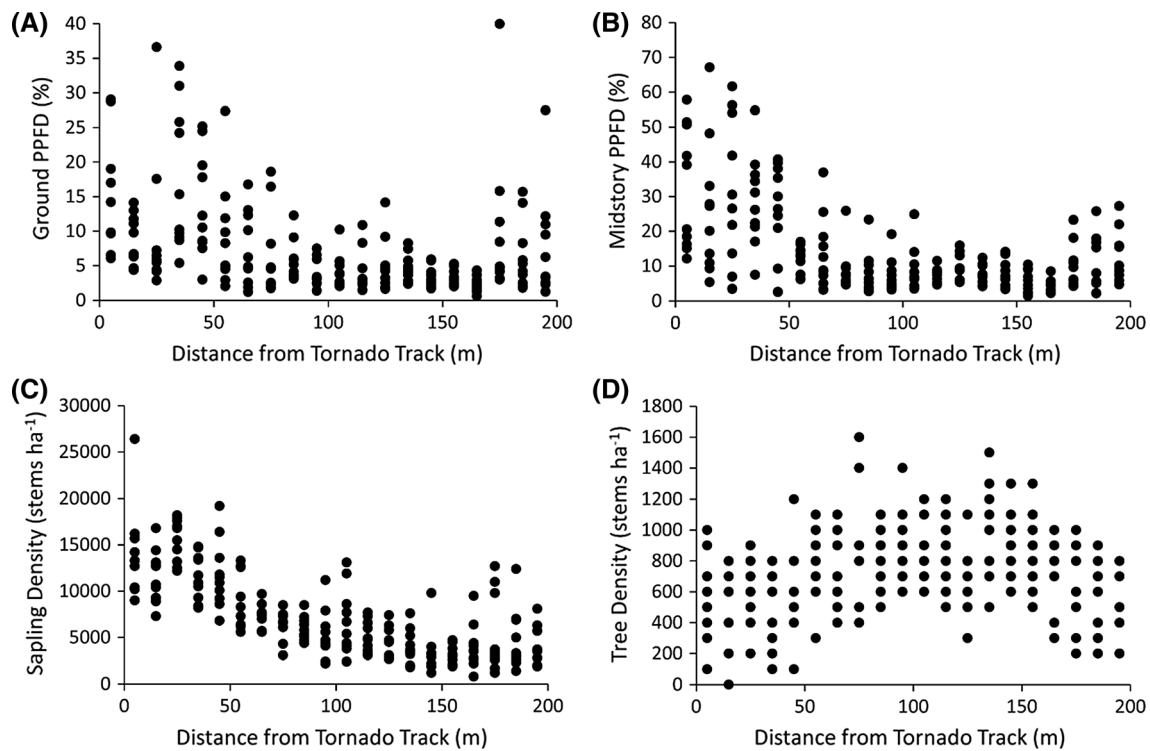 (A)
Ground PPFD (%)
40
35
30
25
20
15
10
5
0
0 50 100 150 200
Distance from Tornado Track (m)
(B)
Midstory PPFD (%)
80
70
60
50
40
30
20
10
0
0 50 100 150 200
Distance from Tornado Track (m)
(C)
Sapling Density (stems ha⁻¹)
30000
25000
20000
15000
10000
5000
0
0 50 100 150 200
Distance from Tornado Track (m)
(D)
Tree Density (stems ha⁻¹)
1800
1600
1400
1200
1000
800
600
400
200
0
0 50 100 150 200
Distance from Tornado Track (m)